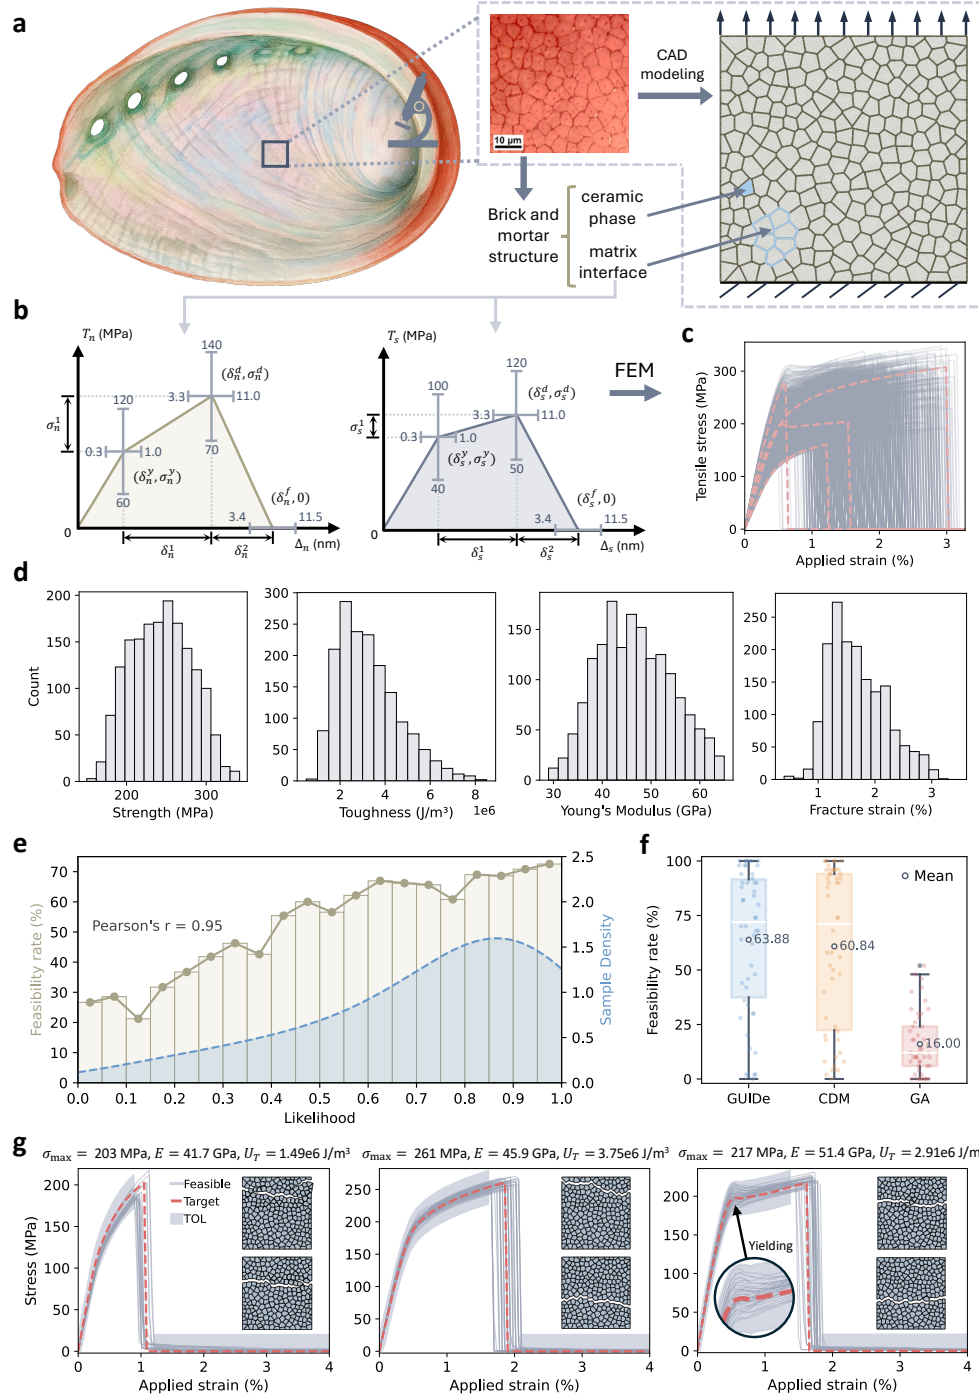 a
10 μm
CAD
modeling
Brick and
mortar
structure
ceramic
phase
matrix
interface
b
T_n (MPa)
140
120
3.3
11.0
(δ_n^d, σ_n^d)
σ_n^1
0.3
1.0
70
(δ_n^y, σ_n^y)
60
(δ_n^f, 0)
3.4
11.5
0
δ_n^1
δ_n^2
Δ_n (nm)
T_s (MPa)
120
100
(δ_s^d, σ_s^d)
3.3
11.0
σ_s^1
0.3
1.0
(δ_s^y, σ_s^y)
50
40
(δ_s^f, 0)
3.4
11.5
0
δ_s^1
δ_s^2
Δ_s (nm)
FEM
c
Tensile stress (MPa)
300
200
100
0
0
1
2
3
Applied strain (%)
d
Count
200
150
100
50
0
200
300
Strength (MPa)
300
250
200
150
100
50
0
2
4
6
8
1e6
Toughness (J/m³)
150
100
50
0
30
40
50
60
Young's Modulus (GPa)
250
200
150
100
50
0
1
2
3
Fracture strain (%)
e
Feasibility rate (%)
70
60
50
40
30
20
10
0
Pearson's r = 0.95
2.5
2.0
1.5
1.0
0.5
0.0
Sample Density
0.0
0.1
0.2
0.3
0.4
0.5
0.6
0.7
0.8
0.9
1.0
Likelihood
f
Feasibility rate (%)
100
75
50
25
0
Mean
63.88
60.84
16.00
GUIDe
CDM
GA
g
σ_max = 203 MPa, E = 41.7 GPa, U_T = 1.49e6 J/m³
σ_max = 261 MPa, E = 45.9 GPa, U_T = 3.75e6 J/m³
σ_max = 217 MPa, E = 51.4 GPa, U_T = 2.91e6 J/m
Stress (MPa)
200
150
100
50
0
Feasible
Target
TOL
0
1
2
3
4
Applied strain (%)
250
200
150
100
50
0
0
1
2
3
4
Applied strain (%)
200
150
100
50
0
Yielding
0
1
2
3
4
Applied strain (%)